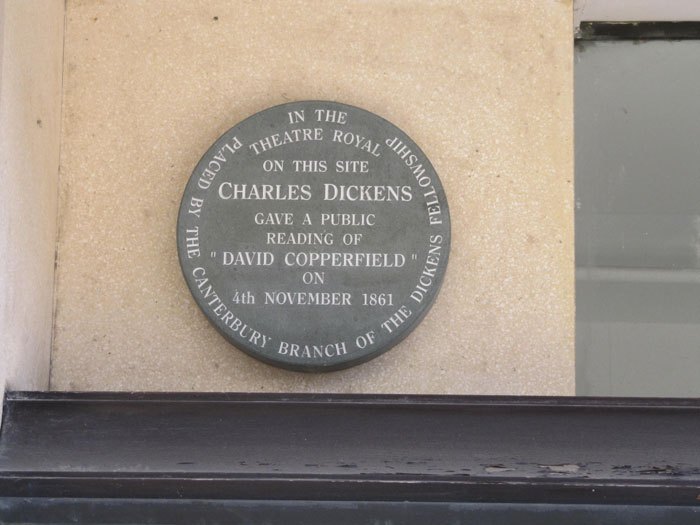 IN THE
THEATRE ROYAL
ON THIS SITE
CHARLES DICKENS
GAVE A PUBLIC
READING OF
"DAVID COPPERFIELD"
ON
4th NOVEMBER 1861
PLACED BY THE CANTERBURY BRANCH OF THE DICKENS FELLOWSHIP